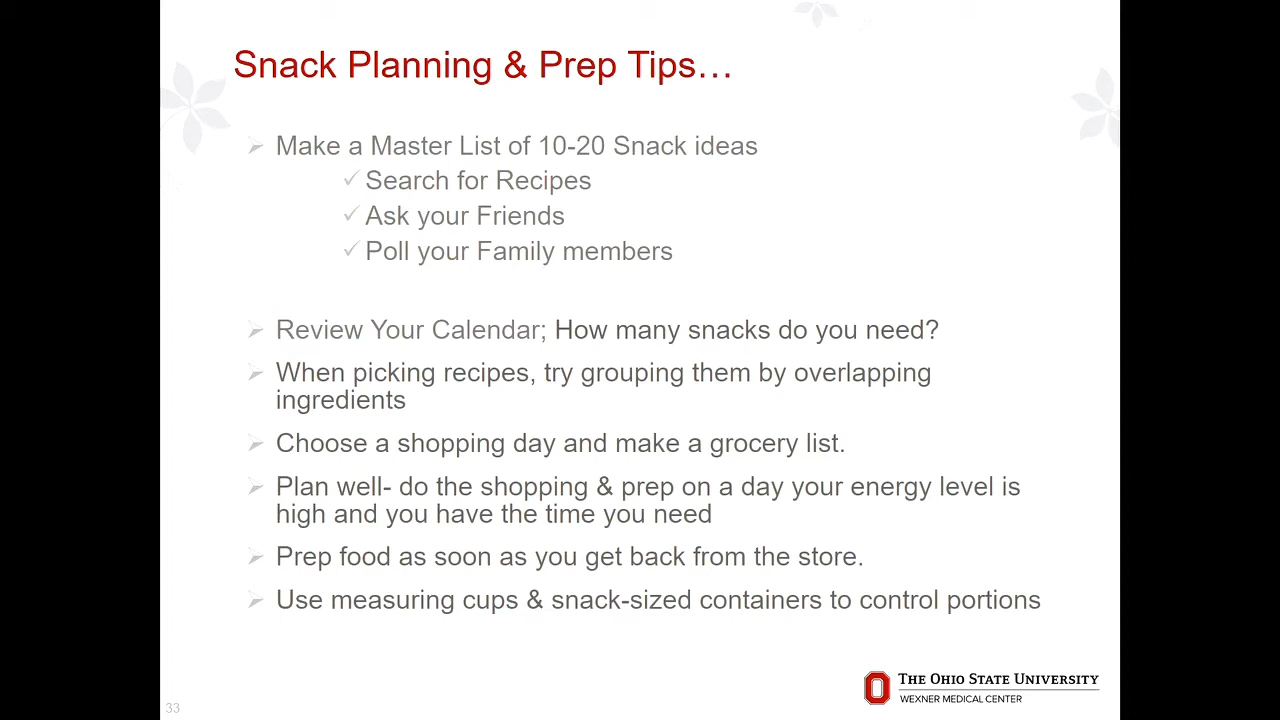 Snack Planning & Prep Tips…
Make a Master List of 10-20 Snack ideas
Search for Recipes
Ask your Friends
Poll your Family members
Review Your Calendar; How many snacks do you need?
When picking recipes, try grouping them by overlapping
ingredients
Choose a shopping day and make a grocery list.
Plan well- do the shopping & prep on a day your energy level is
high and you have the time you need
Prep food as soon as you get back from the store.
Use measuring cups & snack-sized containers to control portions
THE OHIO STATE UNIVERSITY
WEXNER MEDICAL CENTER
33